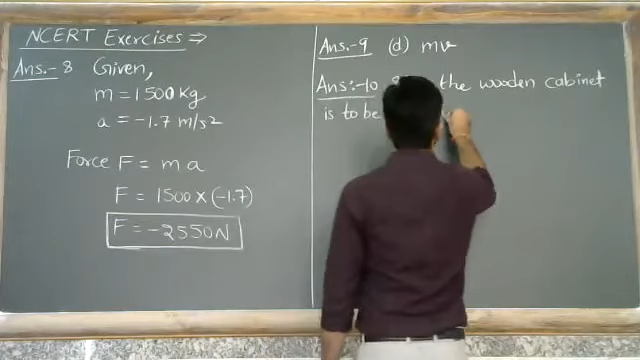 NCERT Exercises ⇒
Ans.- 8 Given,
m = 1500 Kg
a = -1.7 m/s²
Force F = m a
F = 1500 × (-1.7)
F = -2550N
Ans.-9 (d) mv
Ans:-10 the wooden cabinet
is to be